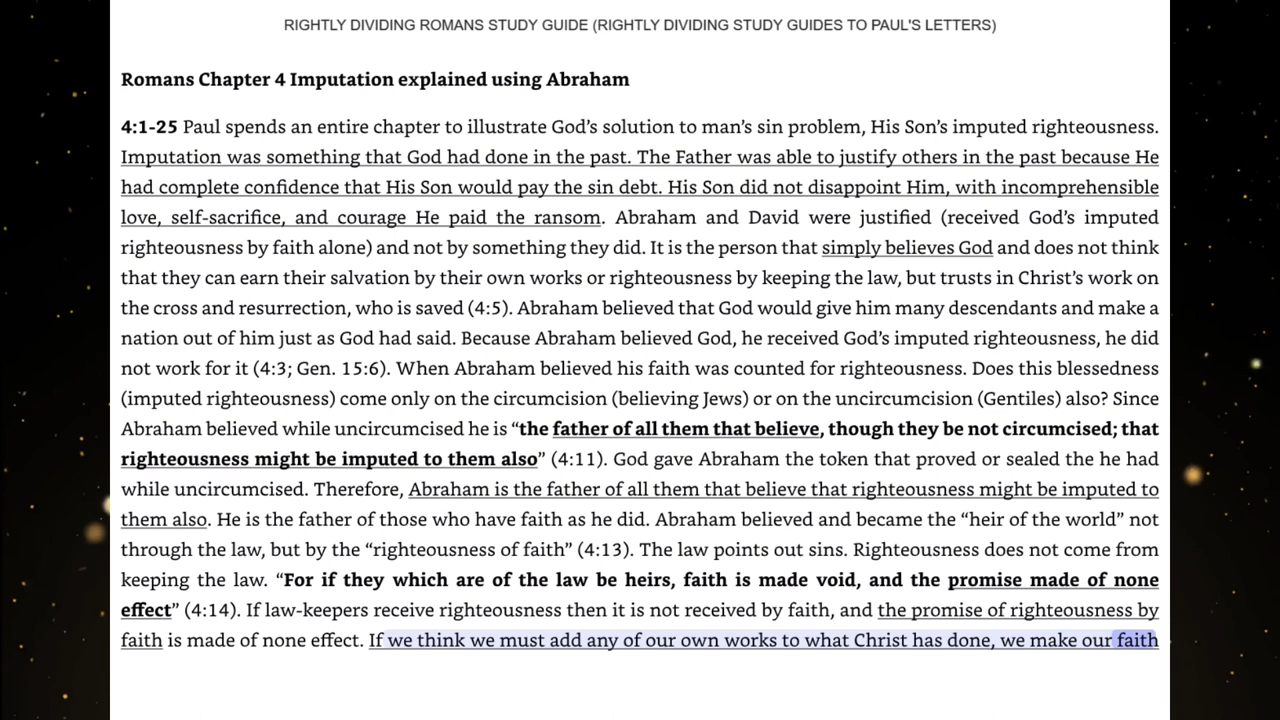 RIGHTLY DIVIDING ROMANS STUDY GUIDE (RIGHTLY DIVIDING STUDY GUIDES TO PAUL'S LETTERS)
Romans Chapter 4 Imputation explained using Abraham
4:1-25 Paul spends an entire chapter to illustrate God’s solution to man’s sin problem, His Son’s imputed righteousness.
Imputation was something that God had done in the past. The Father was able to justify others in the past because He
had complete confidence that His Son would pay the sin debt. His Son did not disappoint Him, with incomprehensible
love, self-sacrifice, and courage He paid the ransom. Abraham and David were justified (received God’s imputed
righteousness by faith alone) and not by something they did. It is the person that simply believes God and does not think
that they can earn their salvation by their own works or righteousness by keeping the law, but trusts in Christ’s work on
the cross and resurrection, who is saved (4:5). Abraham believed that God would give him many descendants and make a
nation out of him just as God had said. Because Abraham believed God, he received God’s imputed righteousness, he did
not work for it (4:3; Gen. 15:6). When Abraham believed his faith was counted for righteousness. Does this blessedness
(imputed righteousness) come only on the circumcision (believing Jews) or on the uncircumcision (Gentiles) also? Since
Abraham believed while uncircumcised he is “the father of all them that believe, though they be not circumcised; that
righteousness might be imputed to them also” (4:11). God gave Abraham the token that proved or sealed the he had
while uncircumcised. Therefore, Abraham is the father of all them that believe that righteousness might be imputed to
them also. He is the father of those who have faith as he did. Abraham believed and became the “heir of the world” not
through the law, but by the “righteousness of faith” (4:13). The law points out sins. Righteousness does not come from
keeping the law. “For if they which are of the law be heirs, faith is made void, and the promise made of none
effect” (4:14). If law-keepers receive righteousness then it is not received by faith, and the promise of righteousness by
faith is made of none effect. If we think we must add any of our own works to what Christ has done, we make our faith